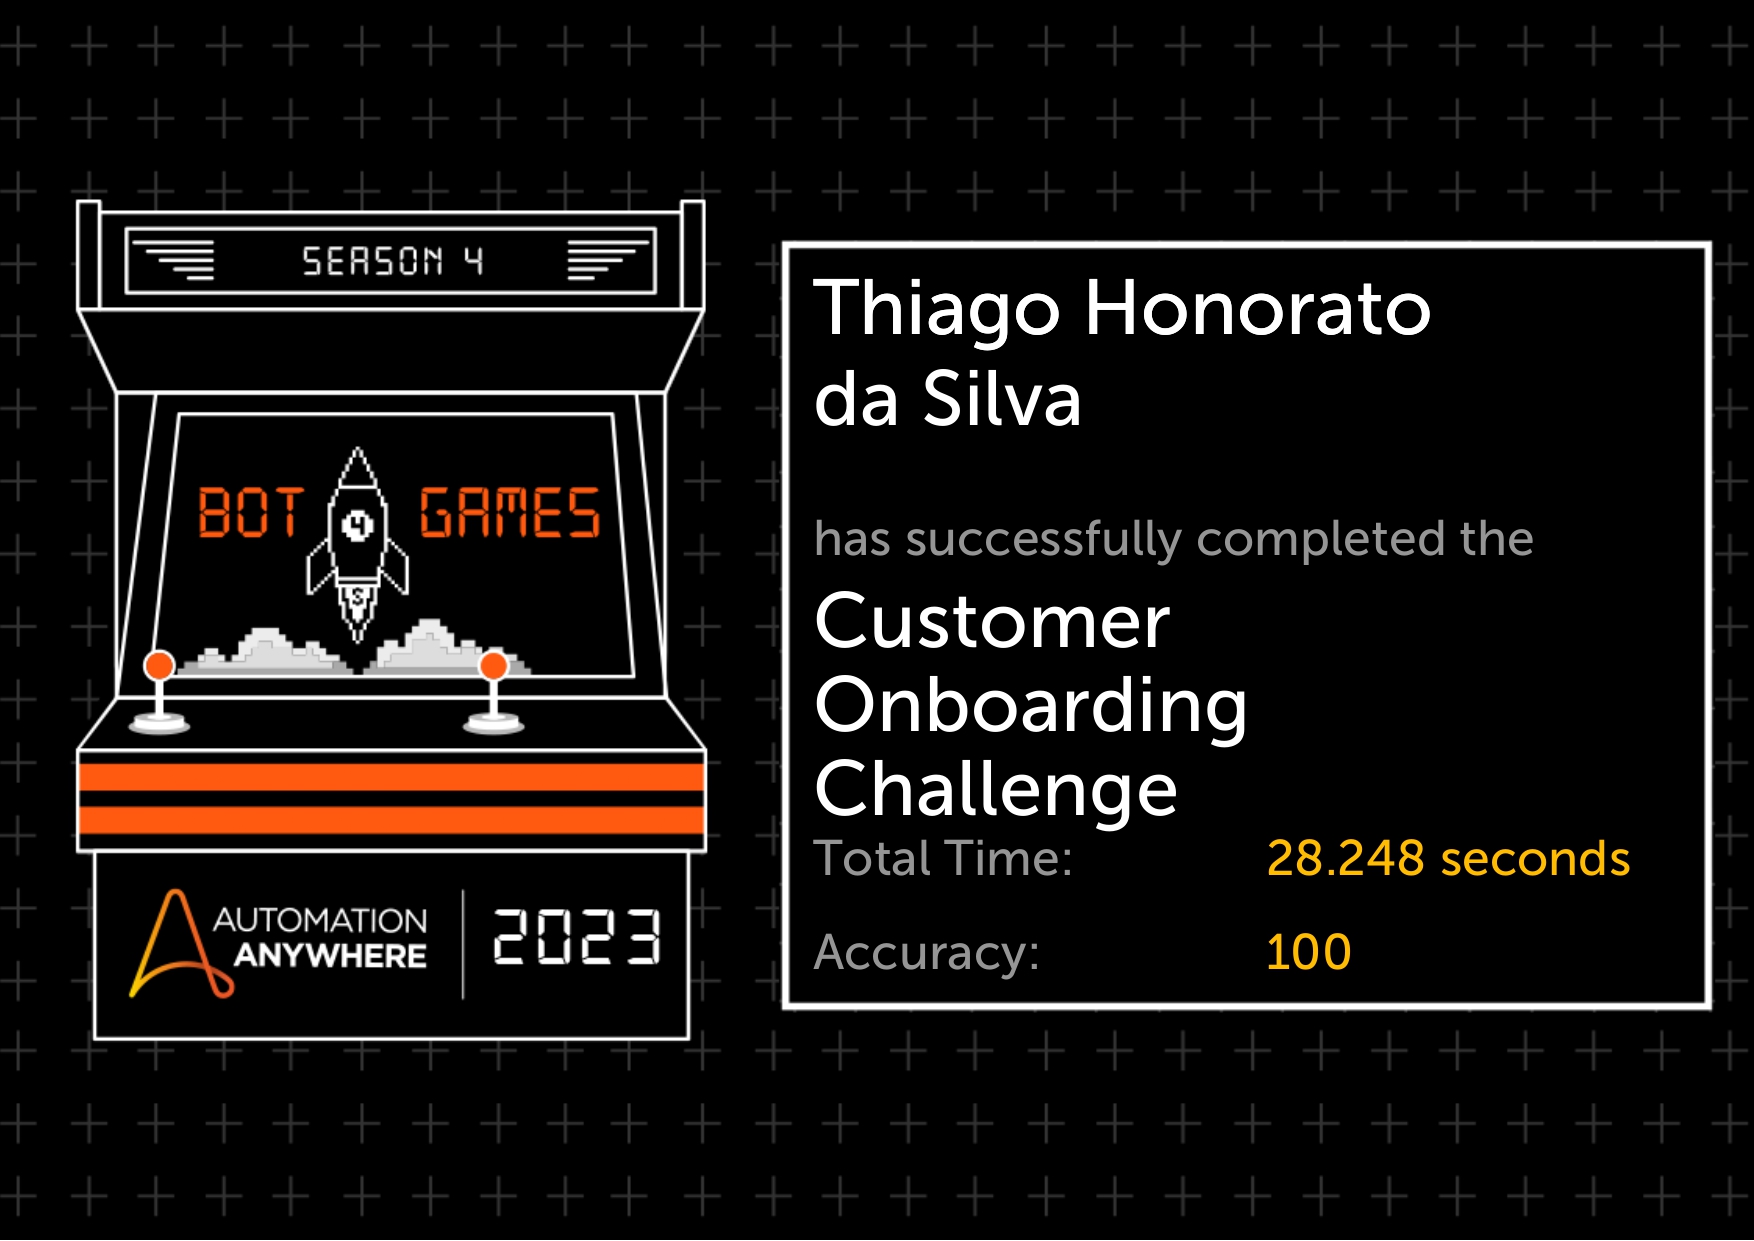 SEASON 4
BOT GAMES
4
S
AUTOMATION
ANYWHERE
2023
Thiago Honorato
da Silva
has successfully completed the
Customer
Onboarding
Challenge
Total Time: 28.248 seconds
Accuracy: 100